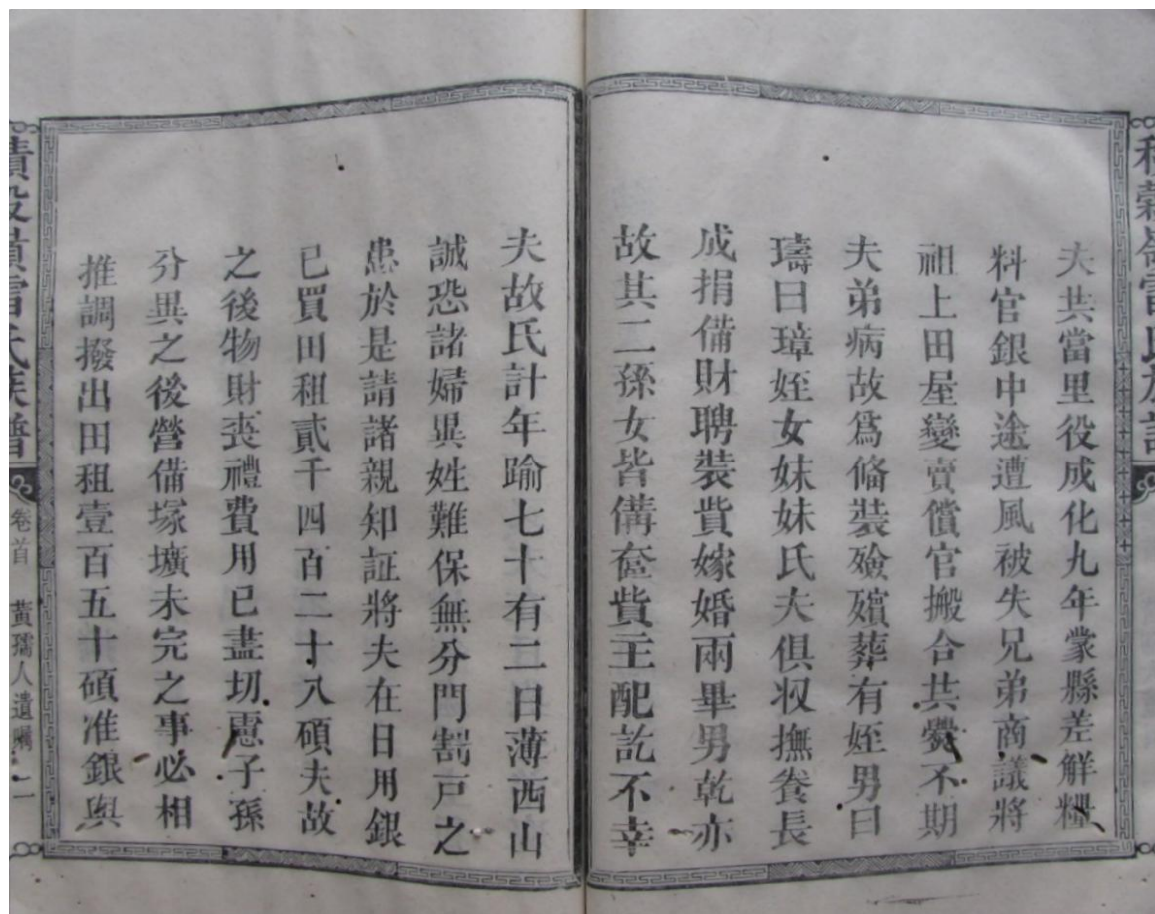 夫共當里役成化九年蒙縣差解糧
料官銀中途遭風被失兄弟商議將
祖上田屋變賣償官搬合共爨不期
夫弟病故爲脩裝殮殯葬有姪男曰
璹曰璋姪女妹妹氏夫俱収撫養長
成捐備財聘裝貲嫁婚兩畢男乾亦
故其二孫女皆備奩貲主配訖不幸
夫故氏計年踰七十有二日薄西山
誠恐諸婦異姓難保無分門割戸之
患於是請諸親知証將夫在日用銀
已買田租貳千四百二十八碩夫故
之後物財喪禮費用已盡切慮子孫
分異之後營備塚壙未完之事必相
推調撥出田租壹百五十碩准銀與
積穀嶺雷氏族譜
卷首
黃孺人遺囑
二